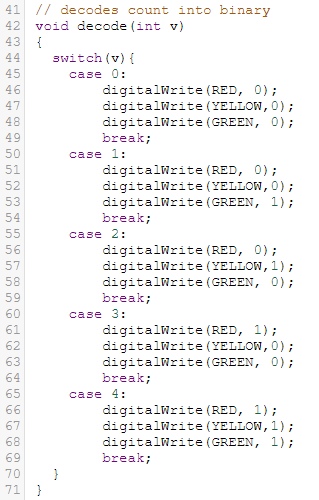 41 // decodes count into binary
42 void decode(int v)
43 {
44   switch(v){
45     case 0:
46         digitalWrite(RED, 0);
47         digitalWrite(YELLOW,0);
48         digitalWrite(GREEN, 0);
49         break;
50     case 1:
51         digitalWrite(RED, 0);
52         digitalWrite(YELLOW,0);
53         digitalWrite(GREEN, 1);
54         break;
55     case 2:
56         digitalWrite(RED, 0);
57         digitalWrite(YELLOW,1);
58         digitalWrite(GREEN, 0);
59         break;
60     case 3:
61         digitalWrite(RED, 1);
62         digitalWrite(YELLOW,0);
63         digitalWrite(GREEN, 0);
64         break;
65     case 4:
66         digitalWrite(RED, 1);
67         digitalWrite(YELLOW,1);
68         digitalWrite(GREEN, 1);
69         break;
70   }
71 }